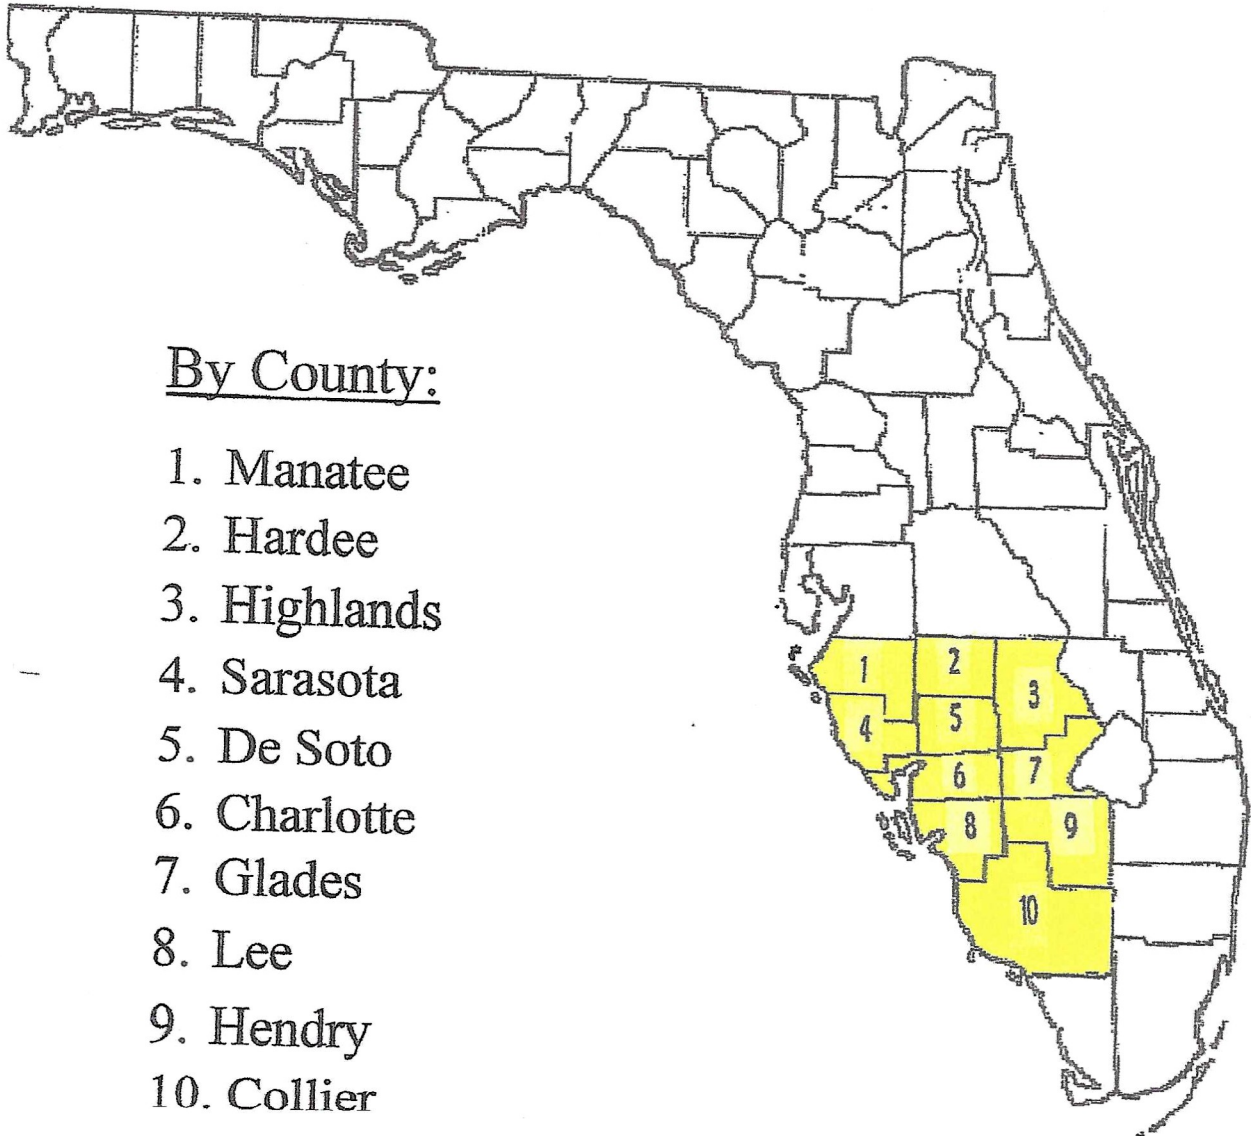 By County:
1. Manatee
2. Hardee
3. Highlands
4. Sarasota
5. De Soto
6. Charlotte
7. Glades
8. Lee
9. Hendry
10. Collier
1
2
3
4
5
6
7
8
9
10